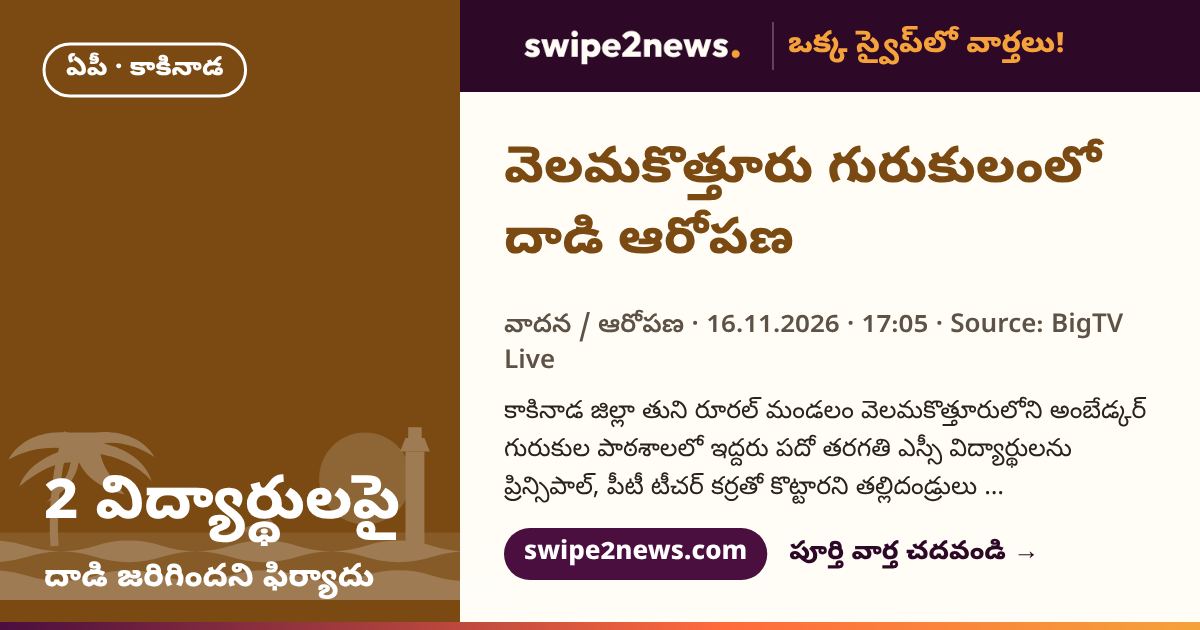 ఏపీ · కాకినాడ
2 విద్యార్థులపై
దాడి జరిగిందని ఫిర్యాదు
swipe2news.
ఒక్క స్వైప్‌లో వార్తలు!
వెలమకొత్తూరు గురుకులంలో
దాడి ఆరోపణ
వాదన / ఆరోపణ · 16.11.2026 · 17:05 · Source: BigTV
Live
కాకినాడ జిల్లా తుని రూరల్ మండలం వెలమకొత్తూరులోని అంబేడ్కర్
గురుకుల పాఠశాలలో ఇద్దరు పదో తరగతి ఎస్సీ విద్యార్థులను
ప్రిన్సిపాల్, పీటీ టీచర్ కర్రతో కొట్టారని తల్లిదండ్రులు ...
swipe2news.com
పూర్తి వార్త చదవండి →